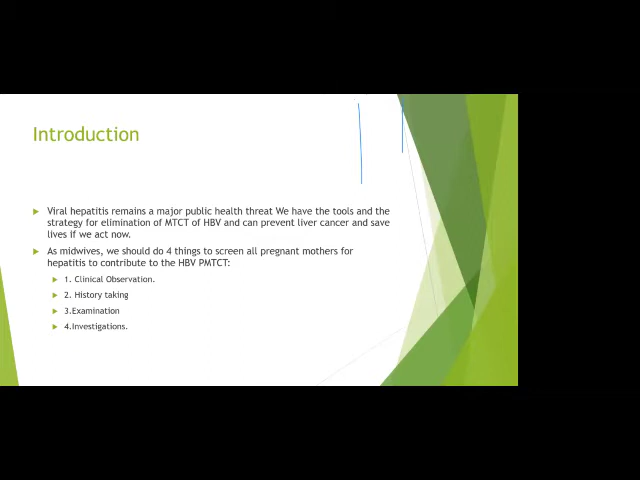 Introduction
Viral hepatitis remains a major public health threat We have the tools and the
strategy for elimination of MTCT of HBV and can prevent liver cancer and save
lives if we act now.
As midwives, we should do 4 things to screen all pregnant mothers for
hepatitis to contribute to the HBV PMTCT:
1. Clinical Observation.
2. History taking
3.Examination
4.Investigations.